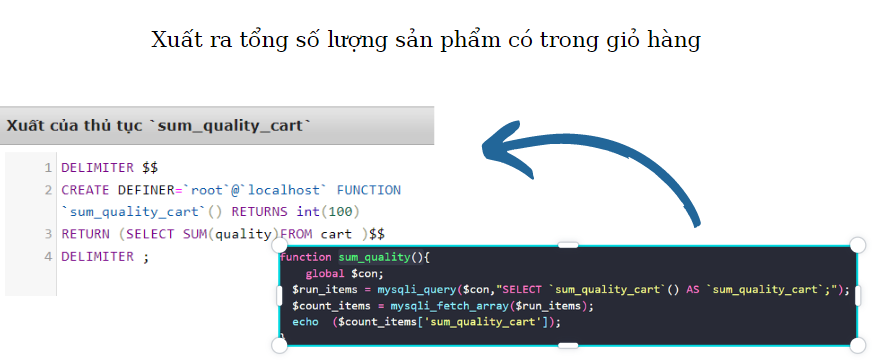 Xuất ra tổng số lượng sản phẩm có trong giỏ hàng
Xuất của thủ tục `sum_quality_cart`
1 DELIMITER $$
2 CREATE DEFINER=`root`@`localhost` FUNCTION
`sum_quality_cart`() RETURNS int(100)
3 RETURN (SELECT SUM(quality)FROM cart )$$
4 DELIMITER ;
function sum_quality(){
global $con;
$run_items = mysqli_query($con,"SELECT `sum_quality_cart`() AS `sum_quality_cart`;");
$count_items = mysqli_fetch_array($run_items);
echo ($count_items['sum_quality_cart']);
}